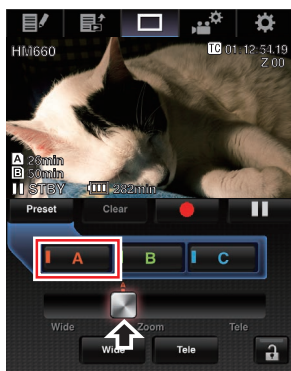 HM660
TC 01:12:54.19
Z 00
A 26min
B 50min
STBY 282min
Preset Clear
A B C
A
Wide Zoom Tele
Wide Tele